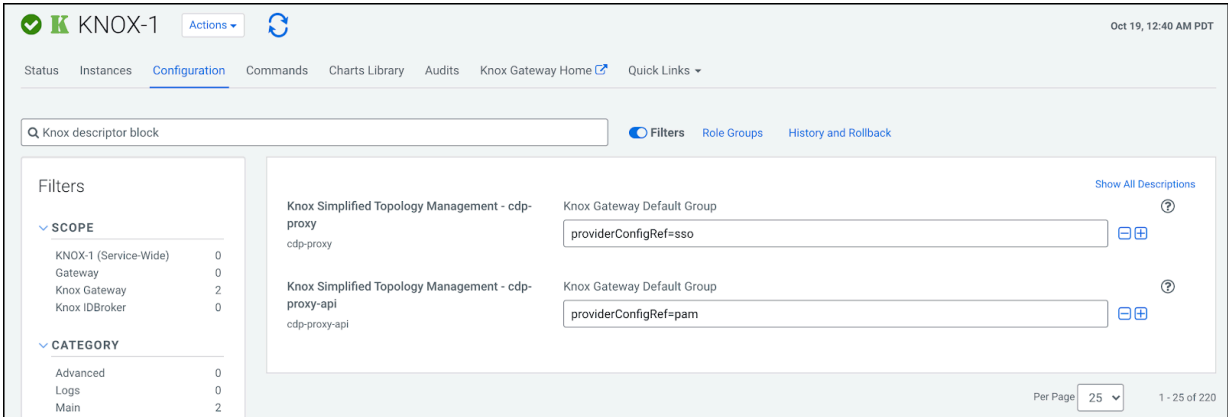 K KNOX-1 Actions Oct 19, 12:40 AM PDT
Status Instances Configuration Commands Charts Library Audits Knox Gateway Home Quick Links
Knox descriptor block Filters Role Groups History and Rollback
Filters
SCOPE
KNOX-1 (Service-Wide) 0
Gateway 0
Knox Gateway 2
Knox IDBroker 0
CATEGORY
Advanced 0
Logs 0
Main 2
Show All Descriptions
Knox Simplified Topology Management - cdp-
proxy
cdp-proxy
Knox Gateway Default Group ?
providerConfigRef=sso
Knox Simplified Topology Management - cdp-
proxy-api
cdp-proxy-api
Knox Gateway Default Group ?
providerConfigRef=pam
Per Page 25 1 - 25 of 220